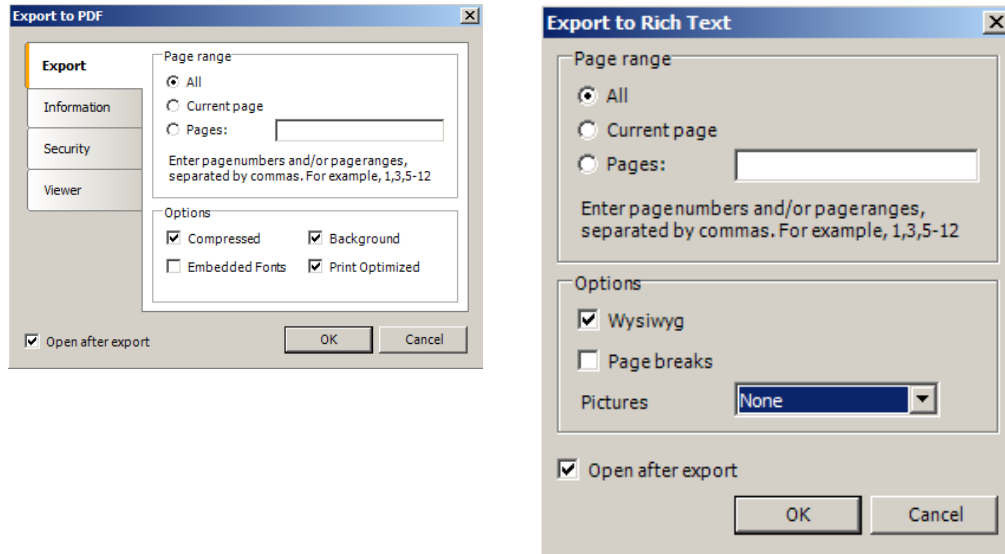 Export to PDF
Export
Information
Security
Viewer
Page range
All
Current page
Pages:
Enter pagenumbers and/or pageranges,
separated by commas. For example, 1,3,5-12
Options
Compressed
Background
Embedded Fonts
Print Optimized
Open after export
OK
Cancel
Export to Rich Text
Page range
All
Current page
Pages:
Enter pagenumbers and/or pageranges,
separated by commas. For example, 1,3,5-12
Options
Wysiwyg
Page breaks
Pictures
None
Open after export
OK
Cancel